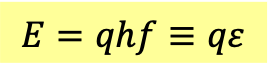 E = qhf ≡ qε